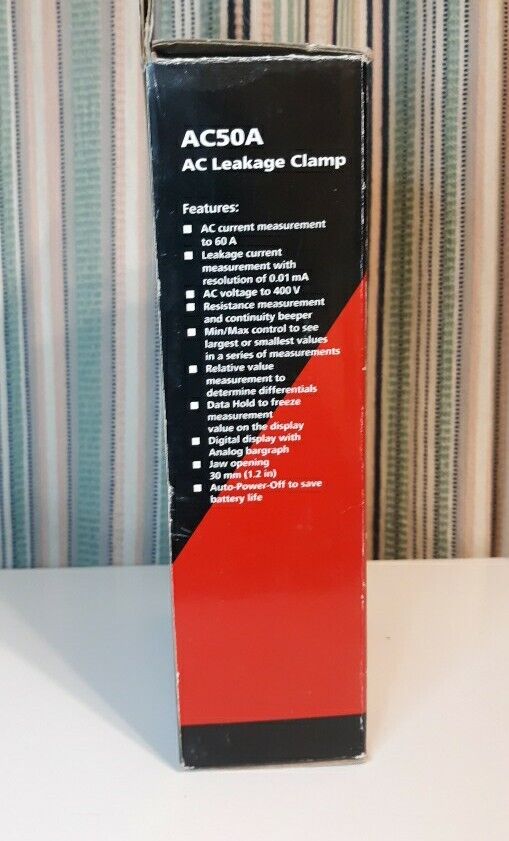 AC50A
AC Leakage Clamp
Features:
■ AC current measurement
to 60 A
■ Leakage current
measurement with
resolution of 0.01 mA
■ AC voltage to 400 V
■ Resistance measurement
and continuity beeper
■ Min/Max control to see
largest or smallest values
in a series of measurements
■ Relative value
measurement to
determine differentials
■ Data Hold to freeze
measurement
value on the display
■ Digital display with
Analog bargraph
■ Jaw opening
30 mm (1.2 in)
■ Auto-Power-Off to save
battery life